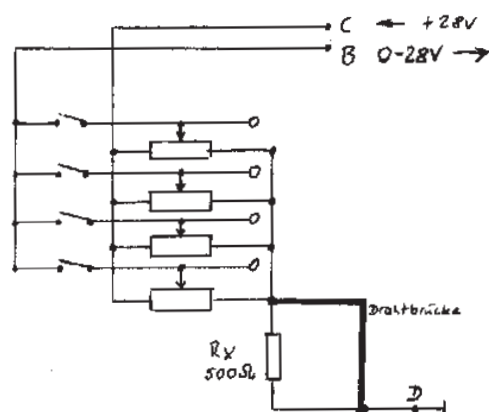 C ← +28V
B 0-28V →
Drahtbrücke
Rx
500Ω
D